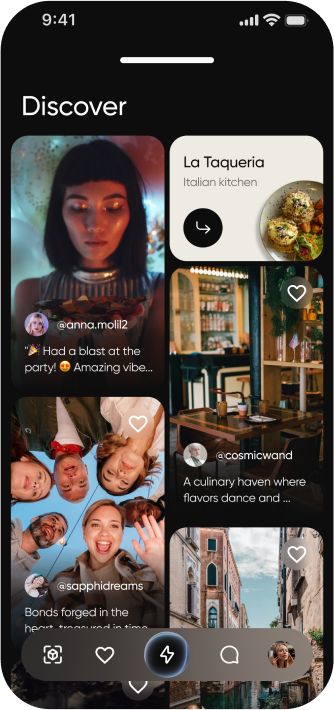 9:41
Discover
La Taqueria
Italian kitchen
@anna.molil2
"🎉 Had a blast at the
party! 😍 Amazing vibe...
@cosmicwand
A culinary haven where
flavors dance and ...
@sapphidreams
Bonds forged in the
heart, treasured in time